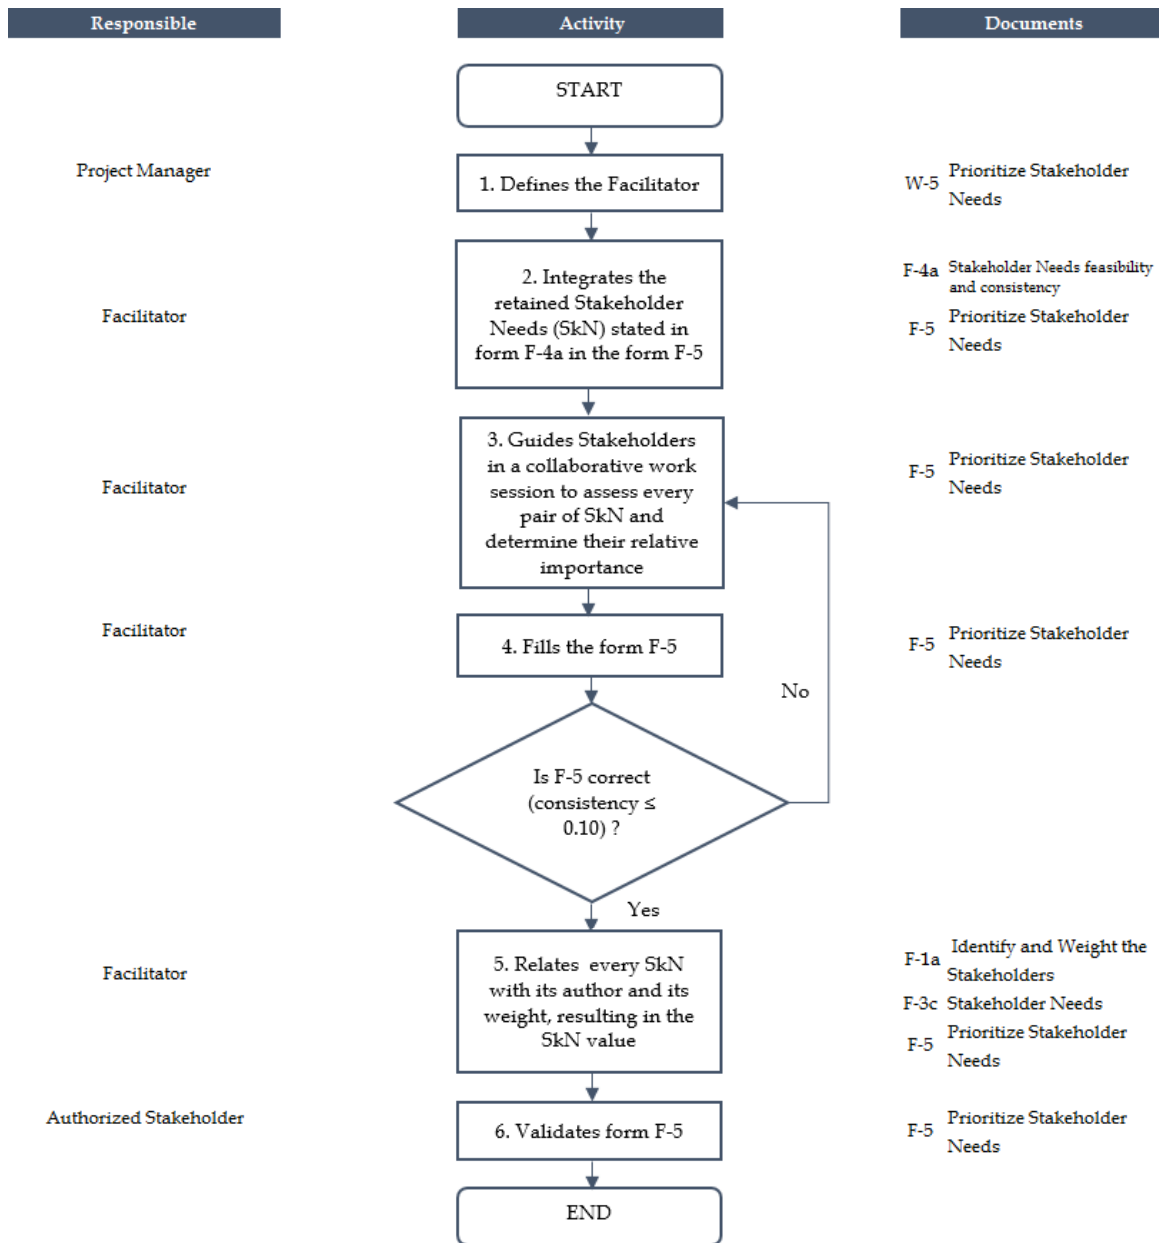 Responsible
Activity
Documents
START
Project Manager
1. Defines the Facilitator
W-5
Prioritize Stakeholder
Needs
2. Integrates the
retained Stakeholder
Needs (SkN) stated in
form F-4a in the form F-5
Facilitator
F-4a
Stakeholder Needs feasibility
and consistency
F-5
Prioritize Stakeholder
Needs
3. Guides Stakeholders
in a collaborative work
session to assess every
pair of SkN and
determine their relative
importance
Facilitator
F-5
Prioritize Stakeholder
Needs
Facilitator
4. Fills the form F-5
F-5
Prioritize Stakeholder
Needs
No
Is F-5 correct
(consistency ≤
0.10) ?
Yes
Facilitator
5. Relates every SkN
with its author and its
weight, resulting in the
SkN value
F-1a
Identify and Weight the
Stakeholders
F-3c
Stakeholder Needs
F-5
Prioritize Stakeholder
Needs
Authorized Stakeholder
6. Validates form F-5
F-5
Prioritize Stakeholder
Needs
END